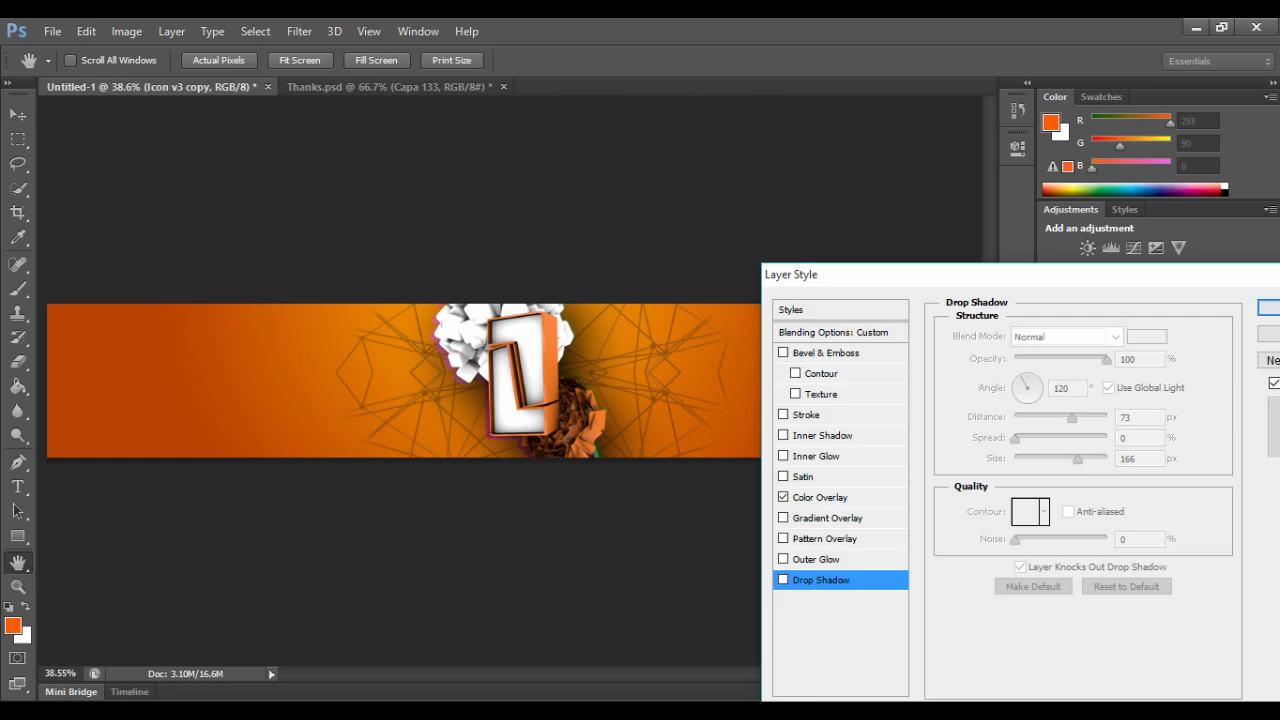 Ps File Edit Image Layer Type Select Filter 3D View Window Help
Scroll All Windows Actual Pixels Fit Screen Fill Screen Print Size Essentials
Untitled-1 @ 38.6% (Icon v3 copy, RGB/8) * × Thanks.psd @ 66.7% (Capa 133, RGB/8#) * ×
Color Swatches
R 255
G 90
B 0
Adjustments Styles
Add an adjustment
Layer Style
Styles
Blending Options: Custom
Bevel & Emboss
Contour
Texture
Stroke
Inner Shadow
Inner Glow
Satin
Color Overlay
Gradient Overlay
Pattern Overlay
Outer Glow
Drop Shadow
Drop Shadow
Structure
Blend Mode: Normal
Opacity: 100 %
Angle: 120 ° Use Global Light
Distance: 73 px
Spread: 0 %
Size: 166 px
Quality
Contour: Anti-aliased
Noise: 0 %
Layer Knocks Out Drop Shadow
Make Default Reset to Default
Ne
38.55% Doc: 3.10M/16.6M
Mini Bridge Timeline